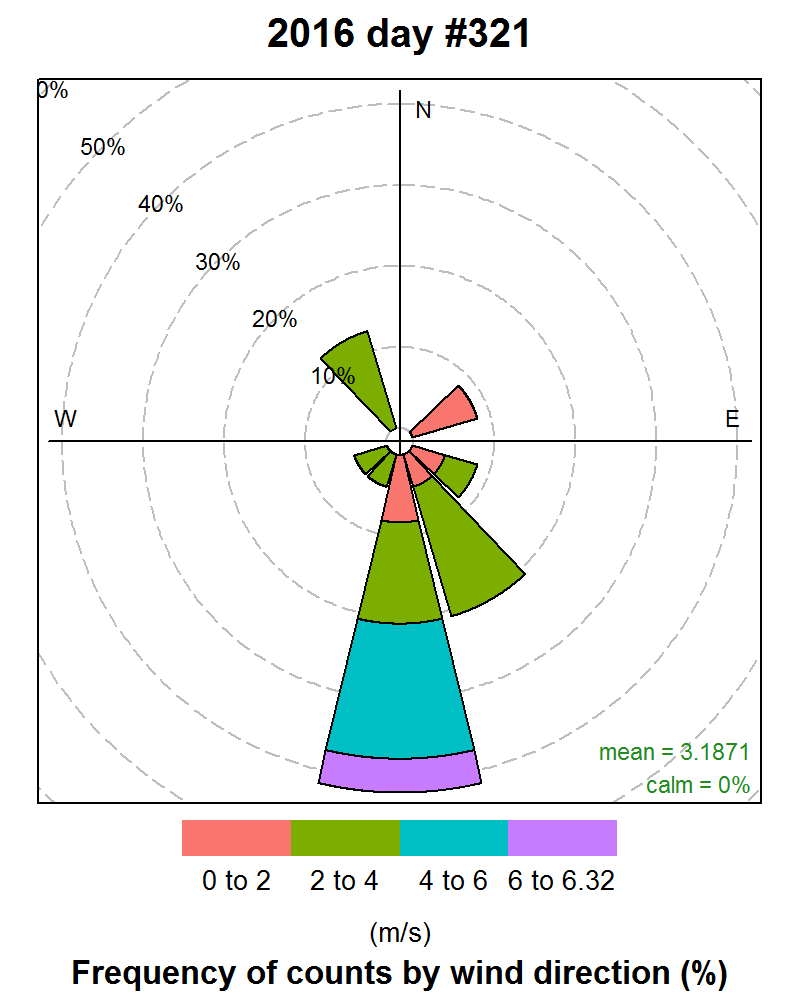 2016 day #321
0%
N
50%
40%
30%
20%
10%
W
E
mean = 3.1871
calm = 0%
0 to 2 2 to 4 4 to 6 6 to 6.32
(m/s)
Frequency of counts by wind direction (%)